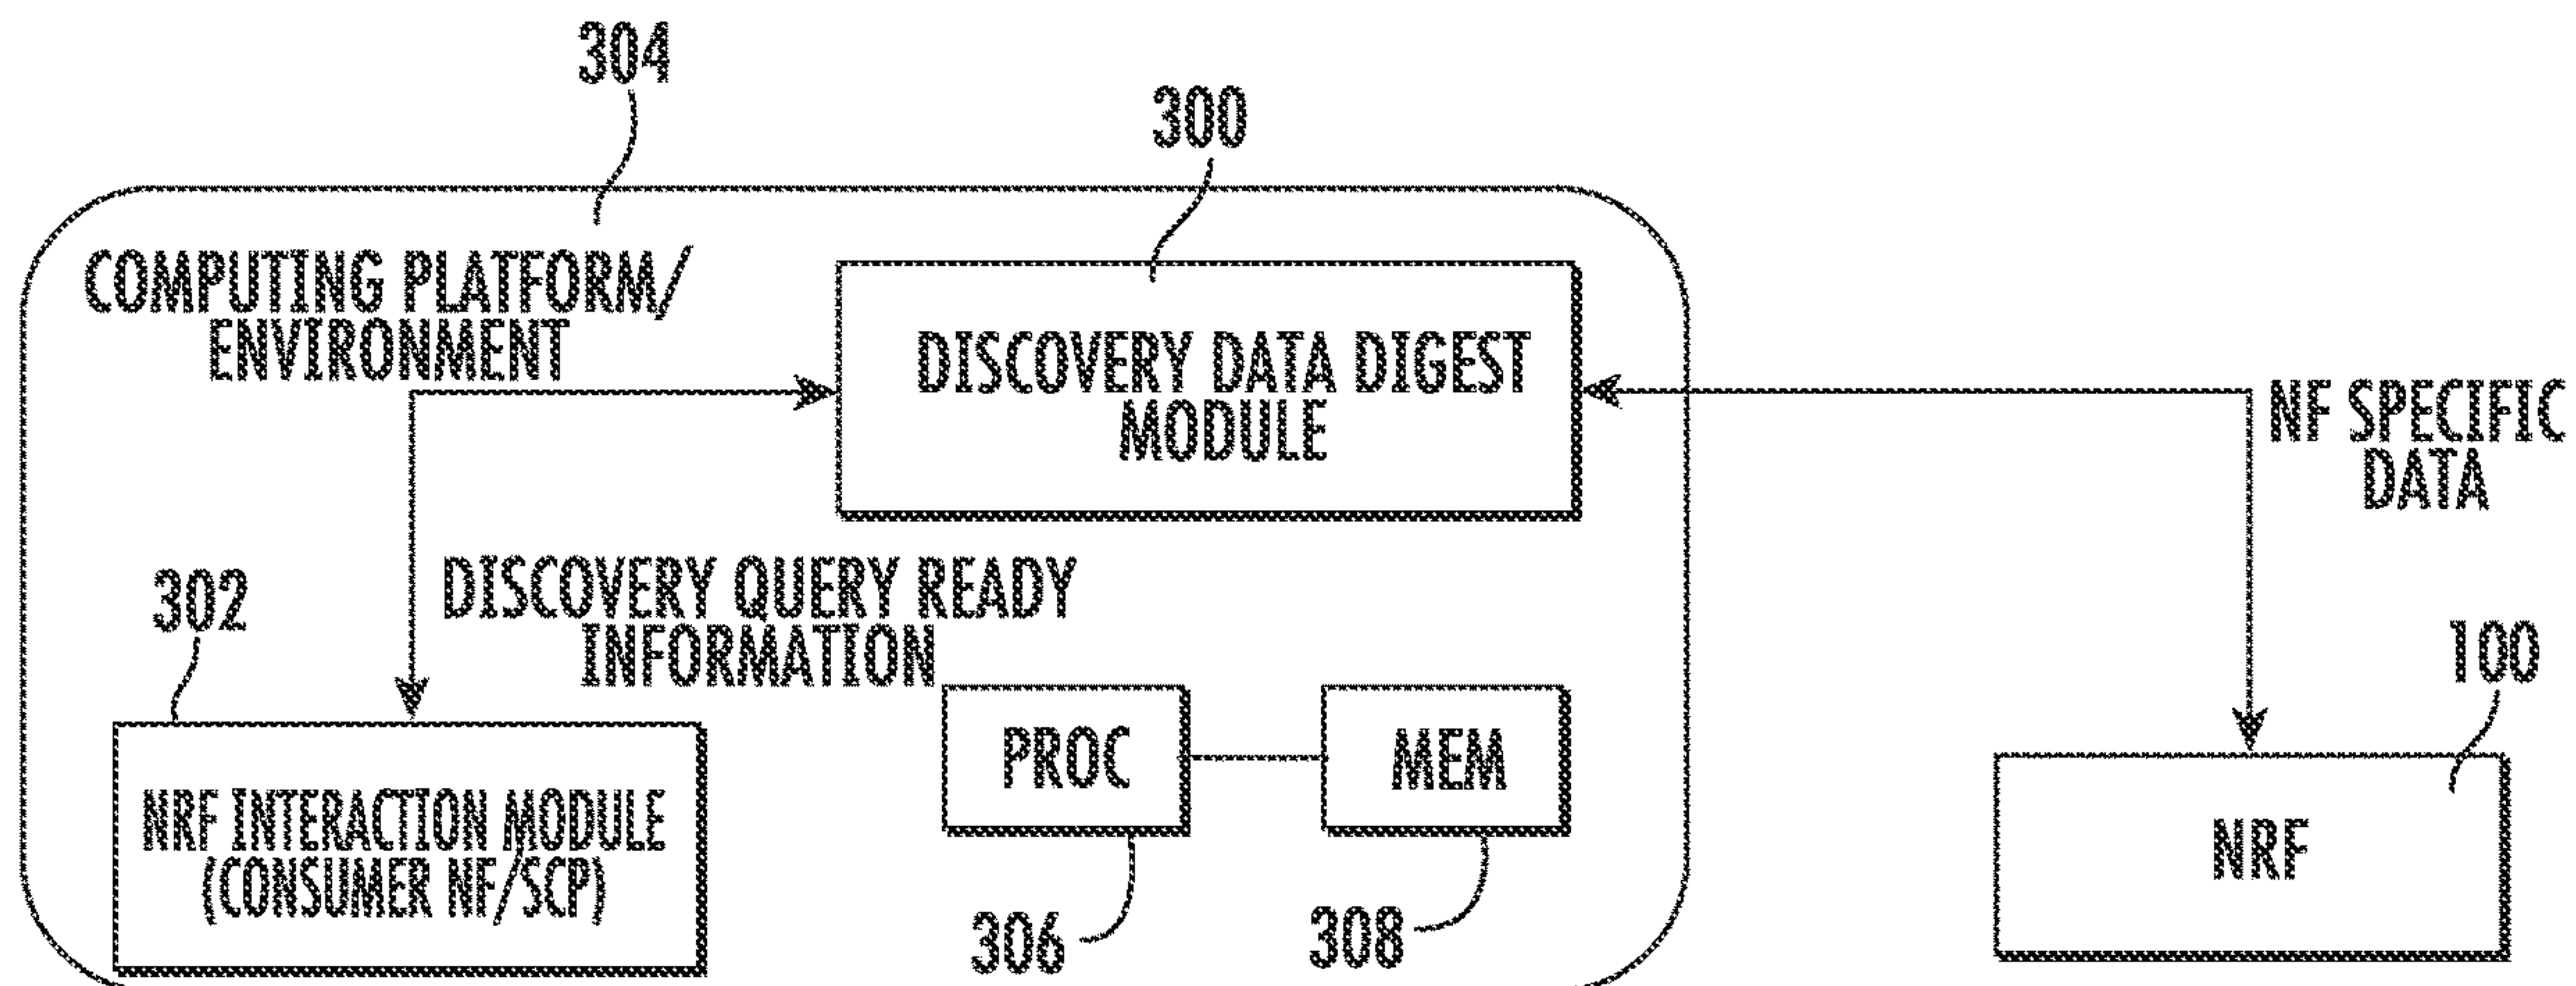 304
300
COMPUTING PLATFORM/
ENVIRONMENT
DISCOVERY DATA DIGEST
MODULE
NF SPECIFIC
DATA
DISCOVERY QUERY READY
INFORMATION
302
100
NRF INTERACTION MODULE
(CONSUMER NF/SCP)
PROC
MEM
NRF
306
308